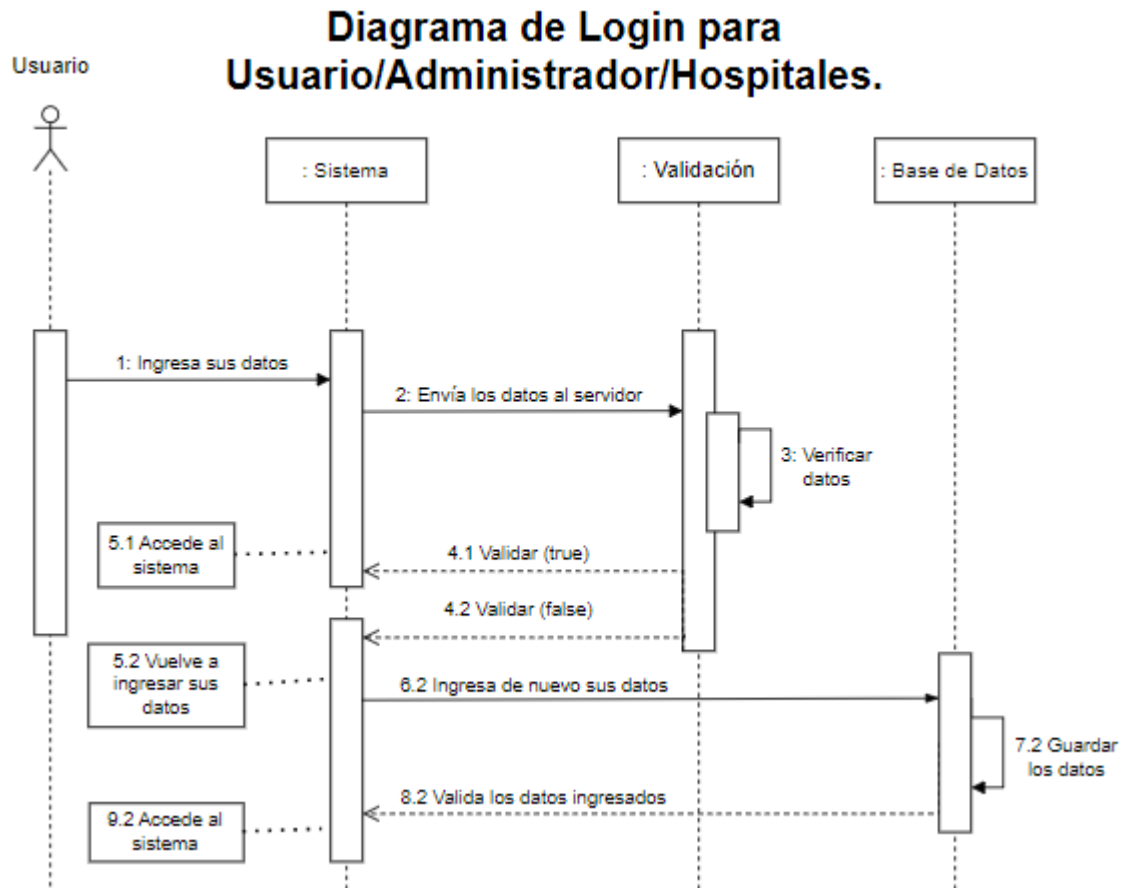 Diagrama de Login para
Usuario/Administrador/Hospitales.
Usuario
: Sistema
: Validación
: Base de Datos
1: Ingresa sus datos
2: Envía los datos al servidor
3: Verificar
datos
5.1 Accede al
sistema
4.1 Validar (true)
4.2 Validar (false)
5.2 Vuelve a
ingresar sus
datos
6.2 Ingresa de nuevo sus datos
7.2 Guardar
los datos
8.2 Valida los datos ingresados
9.2 Accede al
sistema